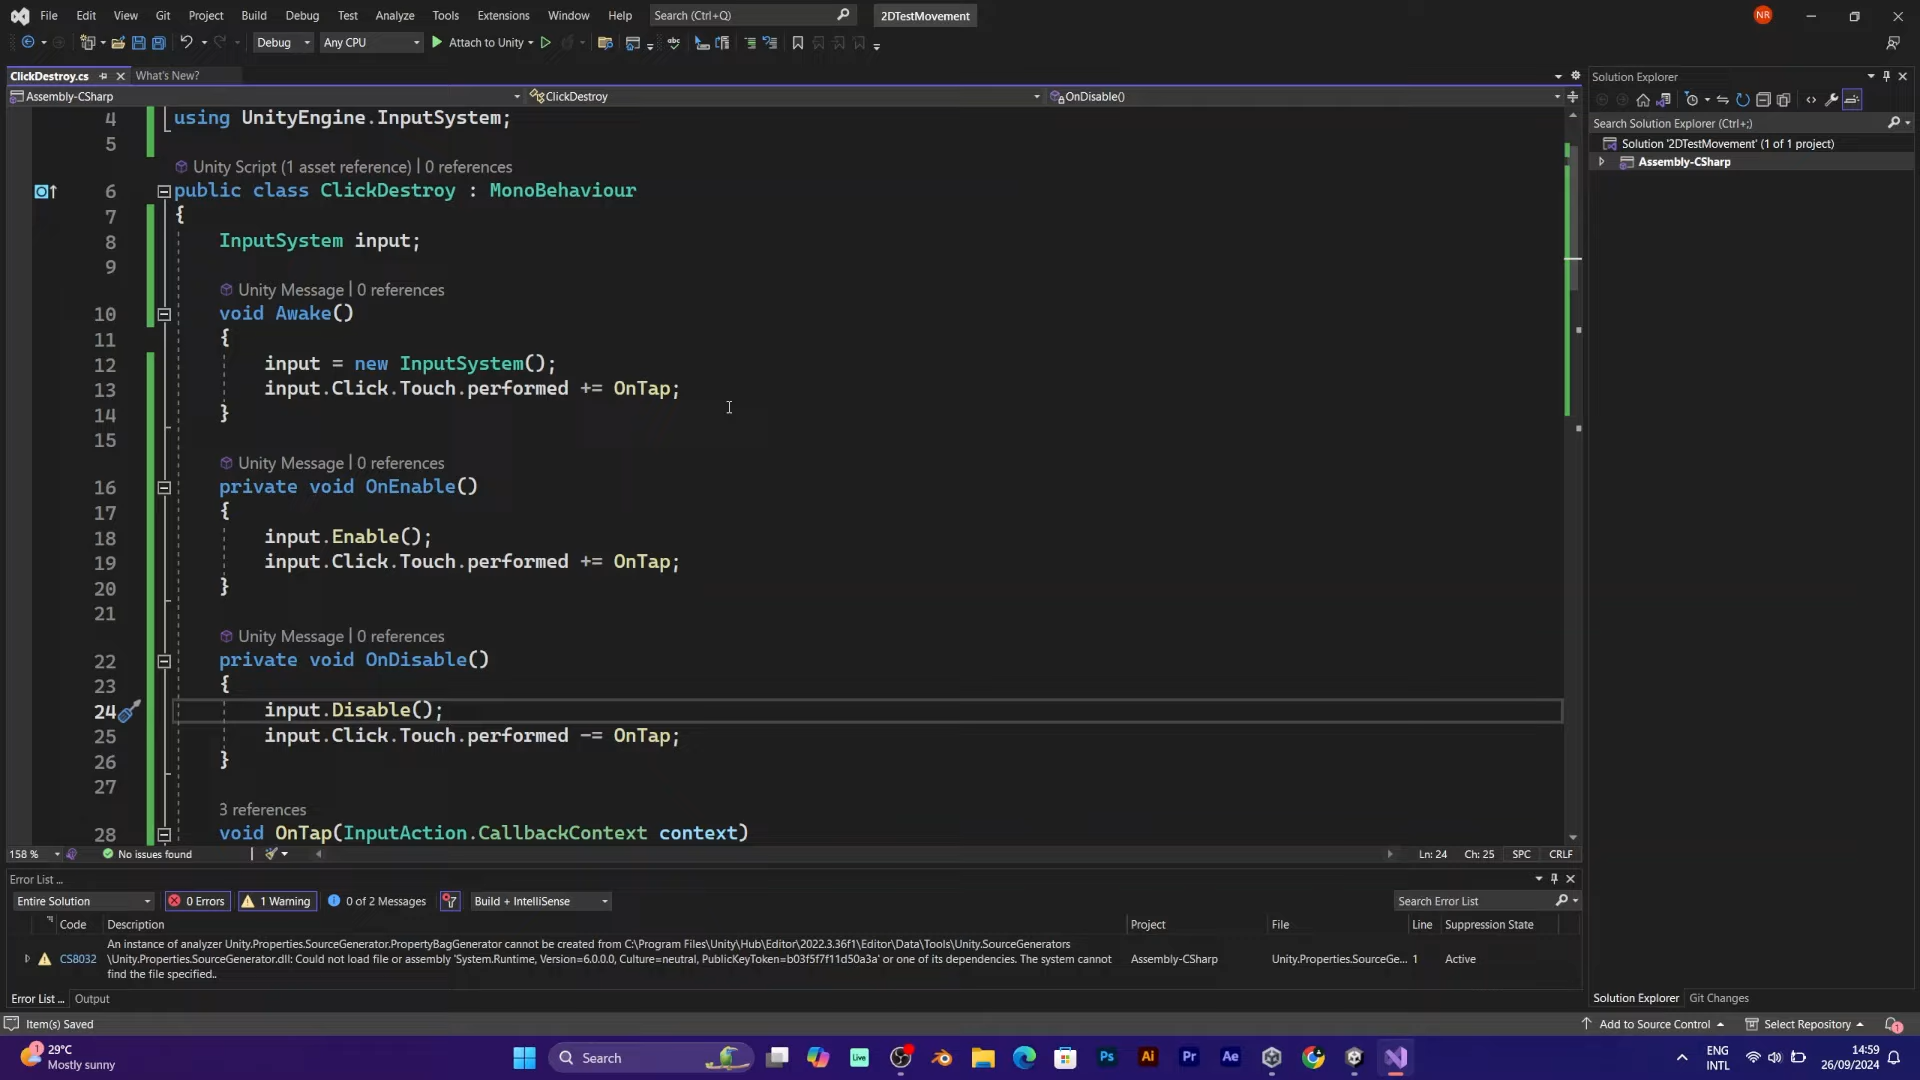 File Edit View Git Project Build Debug Test Analyze Tools Extensions Window Help Search (Ctrl+Q) 2DTestMovement NR
Debug Any CPU Attach to Unity
ClickDestroy.cs What's New?
Assembly-CSharp ClickDestroy OnDisable()
4 using UnityEngine.InputSystem;
5
Unity Script (1 asset reference) | 0 references
6 public class ClickDestroy : MonoBehaviour
7 {
8 InputSystem input;
9
Unity Message | 0 references
10 void Awake()
11 {
12 input = new InputSystem();
13 input.Click.Touch.performed += OnTap;
14 }
15
Unity Message | 0 references
16 private void OnEnable()
17 {
18 input.Enable();
19 input.Click.Touch.performed += OnTap;
20 }
21
Unity Message | 0 references
22 private void OnDisable()
23 {
24 input.Disable();
25 input.Click.Touch.performed -= OnTap;
26 }
27
3 references
28 void OnTap(InputAction.CallbackContext context)
158 % No issues found Ln: 24 Ch: 25 SPC CRLF
Solution Explorer
Search Solution Explorer (Ctrl+;)
Solution '2DTestMovement' (1 of 1 project)
Assembly-CSharp
Error List ...
Entire Solution 0 Errors 1 Warning 0 of 2 Messages Build + IntelliSense Search Error List
Code Description Project File Line Suppression State
CS8032 An instance of analyzer Unity.Properties.SourceGenerator.PropertyBagGenerator cannot be created from C:\Program Files\Unity\Hub\Editor\2022.3.36f1\Editor\Data\Tools\Unity.SourceGenerators
\Unity.Properties.SourceGenerator.dll: Could not load file or assembly 'System.Runtime, Version=6.0.0.0, Culture=neutral, PublicKeyToken=b03f5f7f11d50a3a' or one of its dependencies. The system cannot
find the file specified..
Assembly-CSharp Unity.Properties.SourceGe... 1 Active
Error List ... Output
Solution Explorer Git Changes
Item(s) Saved Add to Source Control Select Repository 1
1 29°C
Mostly sunny
Search
Live Ps Ai Pr Ae
ENG
INTL
14:59
26/09/2024